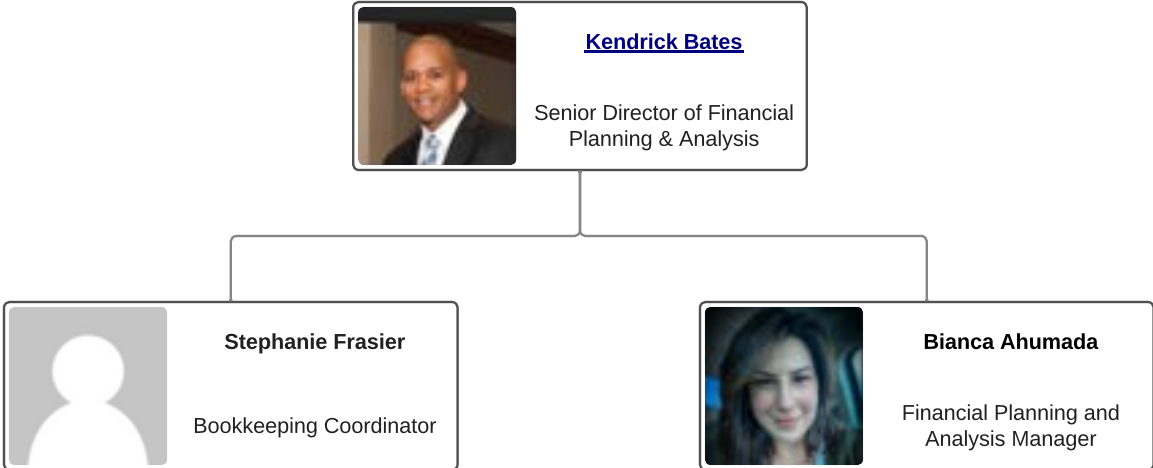 Kendrick Bates
Senior Director of Financial
Planning & Analysis
Stephanie Frasier
Bookkeeping Coordinator
Bianca Ahumada
Financial Planning and
Analysis Manager